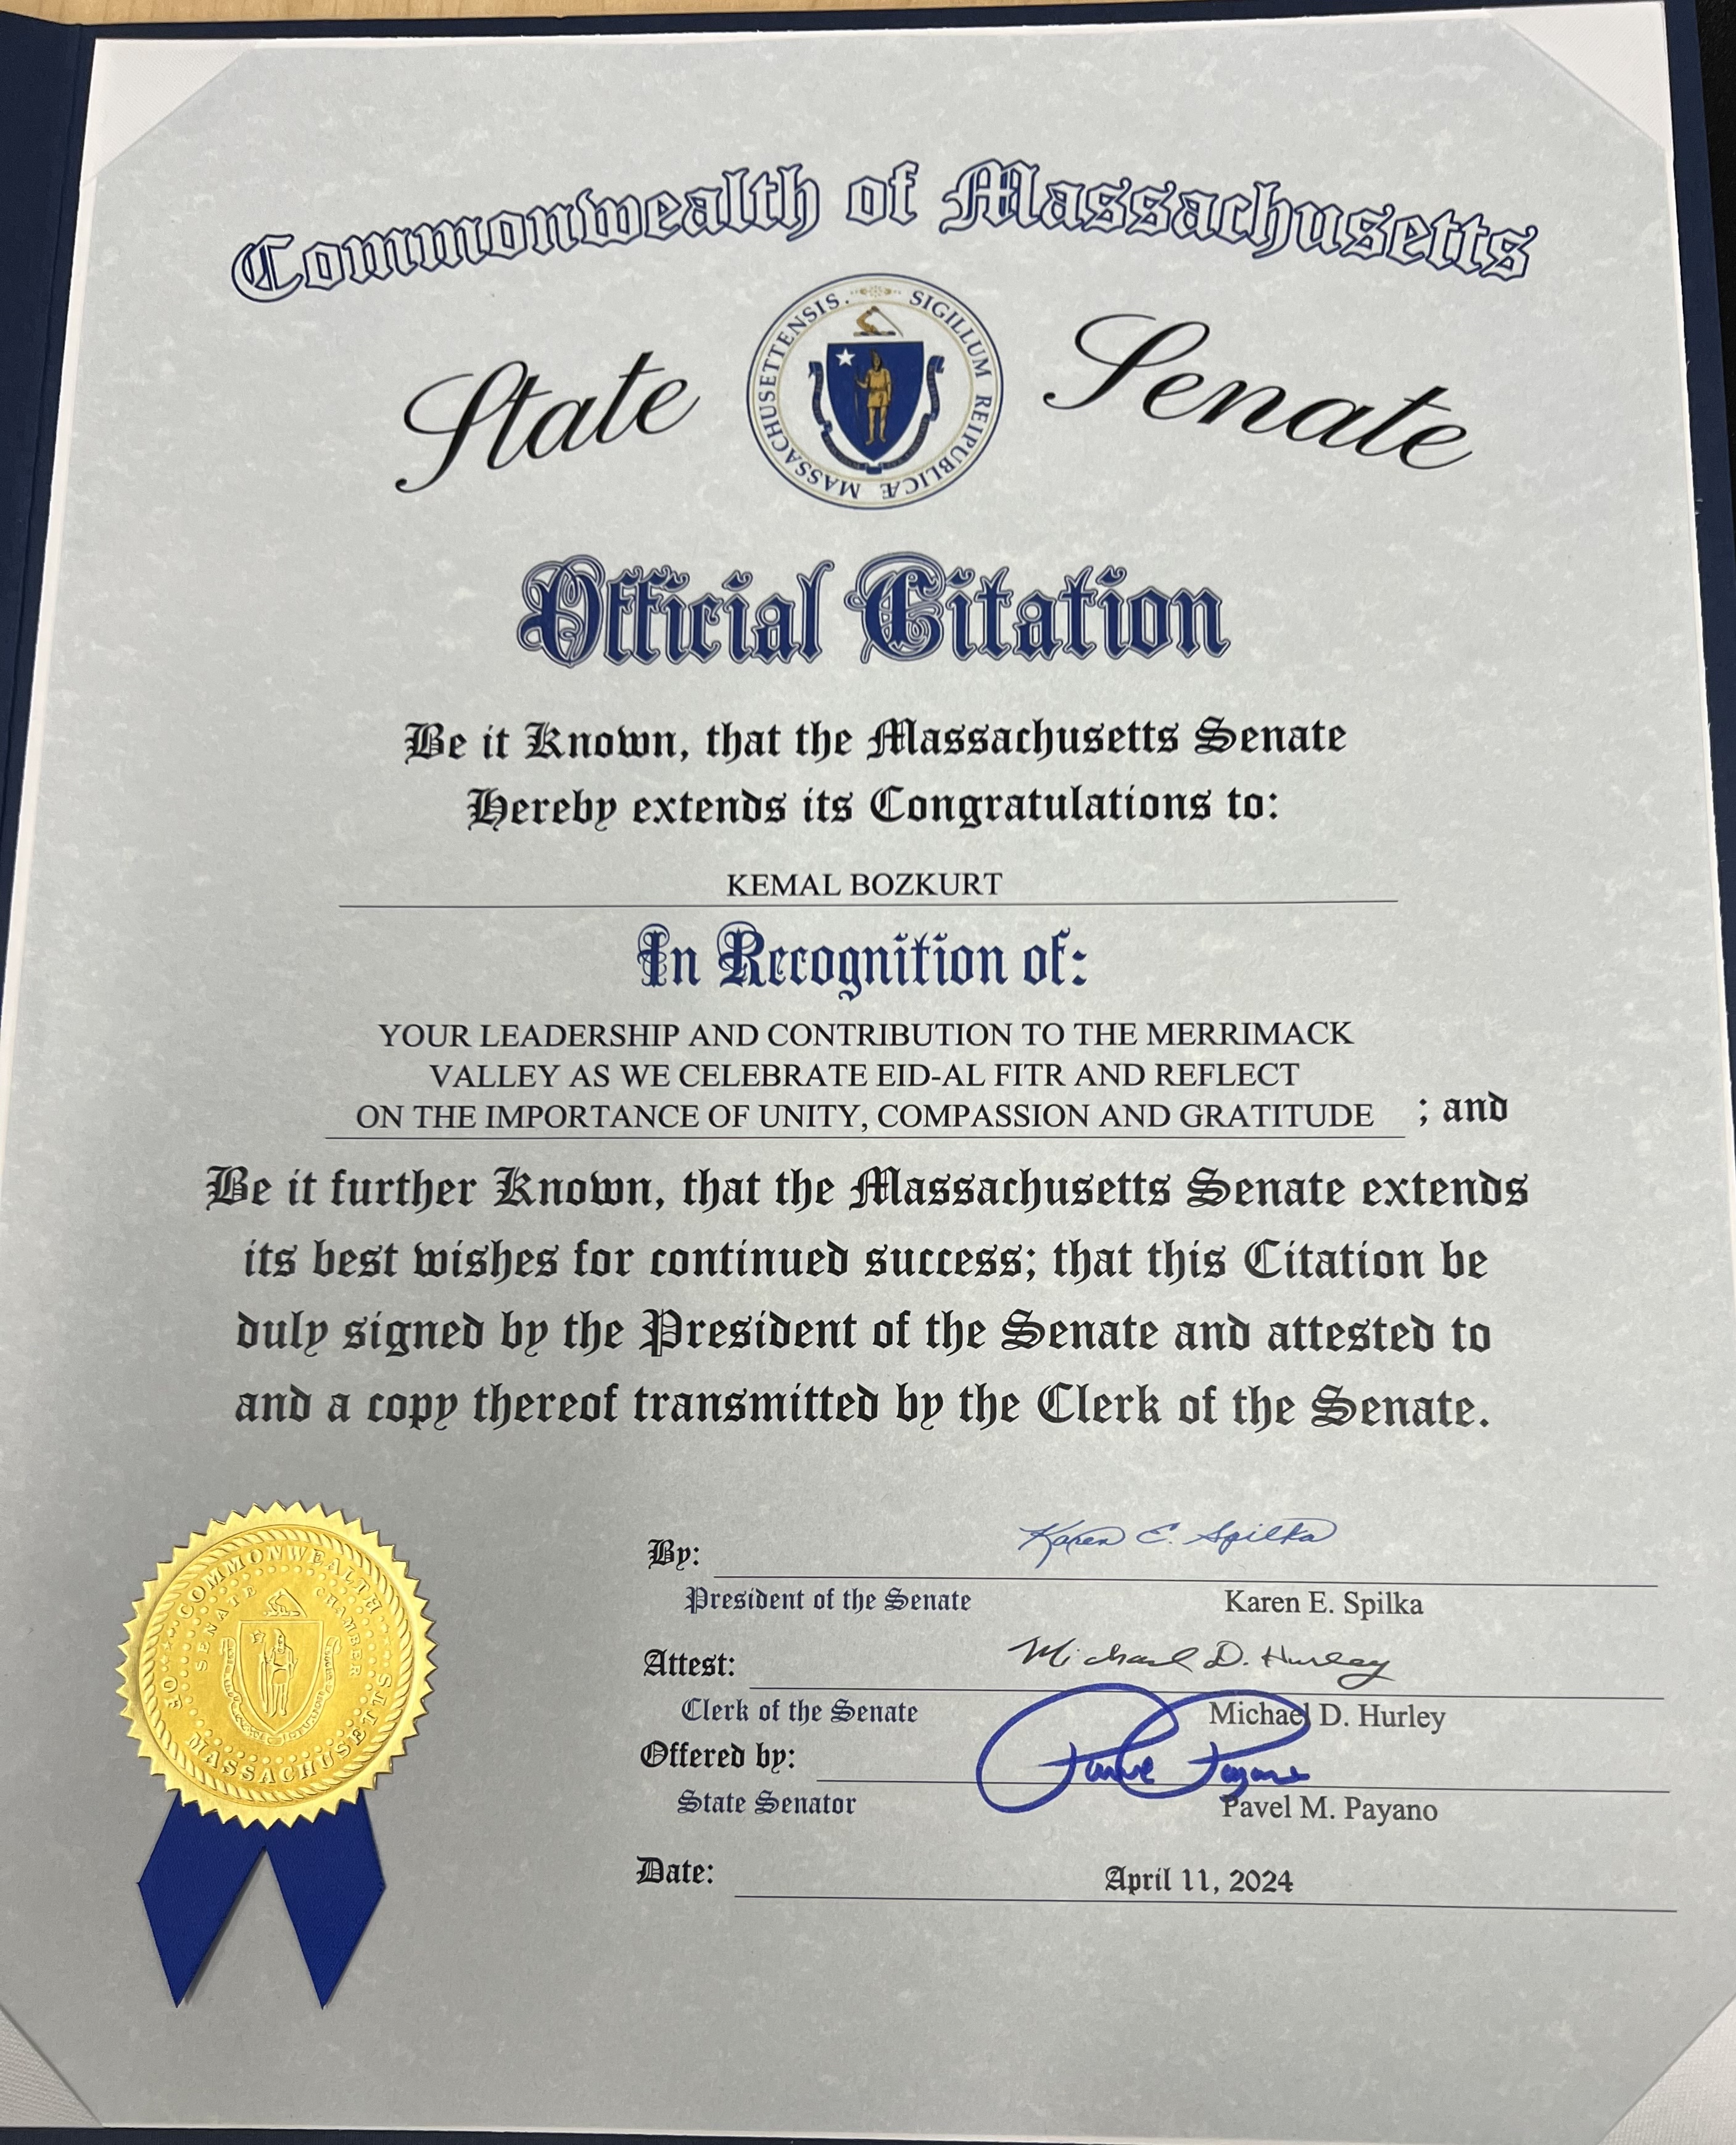 Commonwealth of Massachusetts
State Senate
SIGILLUM REIPUBLICÆ MASSACHUSETTENSIS.
Official Citation
Be it Known, that the Massachusetts Senate
Hereby extends its Congratulations to:
KEMAL BOZKURT
In Recognition of:
YOUR LEADERSHIP AND CONTRIBUTION TO THE MERRIMACK
VALLEY AS WE CELEBRATE EID-AL FITR AND REFLECT
ON THE IMPORTANCE OF UNITY, COMPASSION AND GRATITUDE ; and
Be it further Known, that the Massachusetts Senate extends
its best wishes for continued success; that this Citation be
duly signed by the President of the Senate and attested to
and a copy thereof transmitted by the Clerk of the Senate.
By: Karen E. Spilka
President of the Senate Karen E. Spilka
Attest: Michael D. Hurley
Clerk of the Senate Michael D. Hurley
Offered by:
State Senator Pavel M. Payano
Date: April 11, 2024
COMMONWEALTH OF MASSACHUSETTS
SENATE CHAMBER